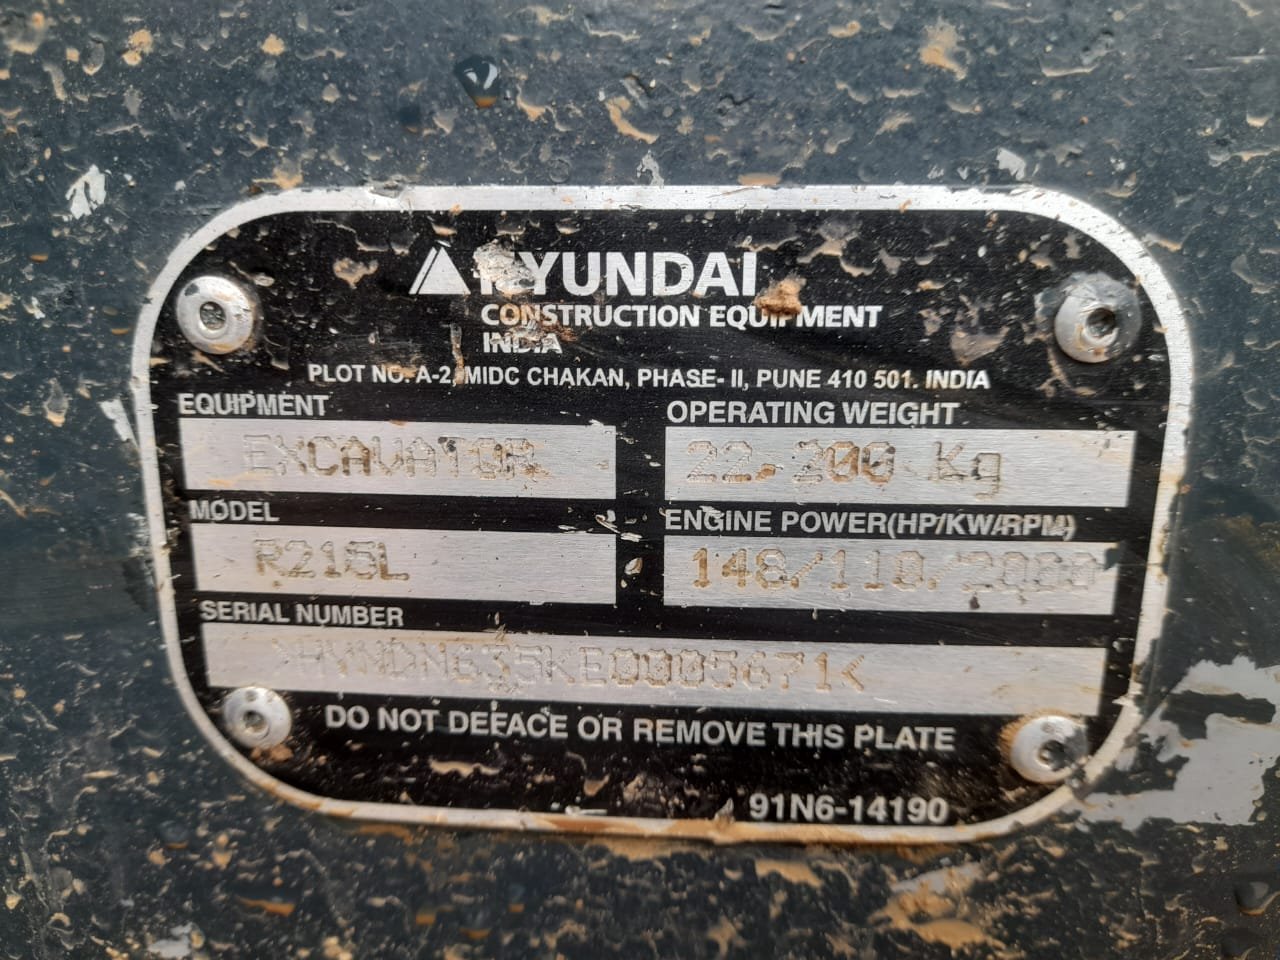 HYUNDAI
CONSTRUCTION EQUIPMENT
INDIA
PLOT NO. A-2, MIDC CHAKAN, PHASE- II, PUNE 410 501. INDIA
EQUIPMENT
EXCAVATOR
OPERATING WEIGHT
22.200 Kg
MODEL
R215L
ENGINE POWER(HP/KW/RPM)
148/110/2000
SERIAL NUMBER
>HYNDN635KE0005671<
DO NOT DEFACE OR REMOVE THIS PLATE
91N6-14190